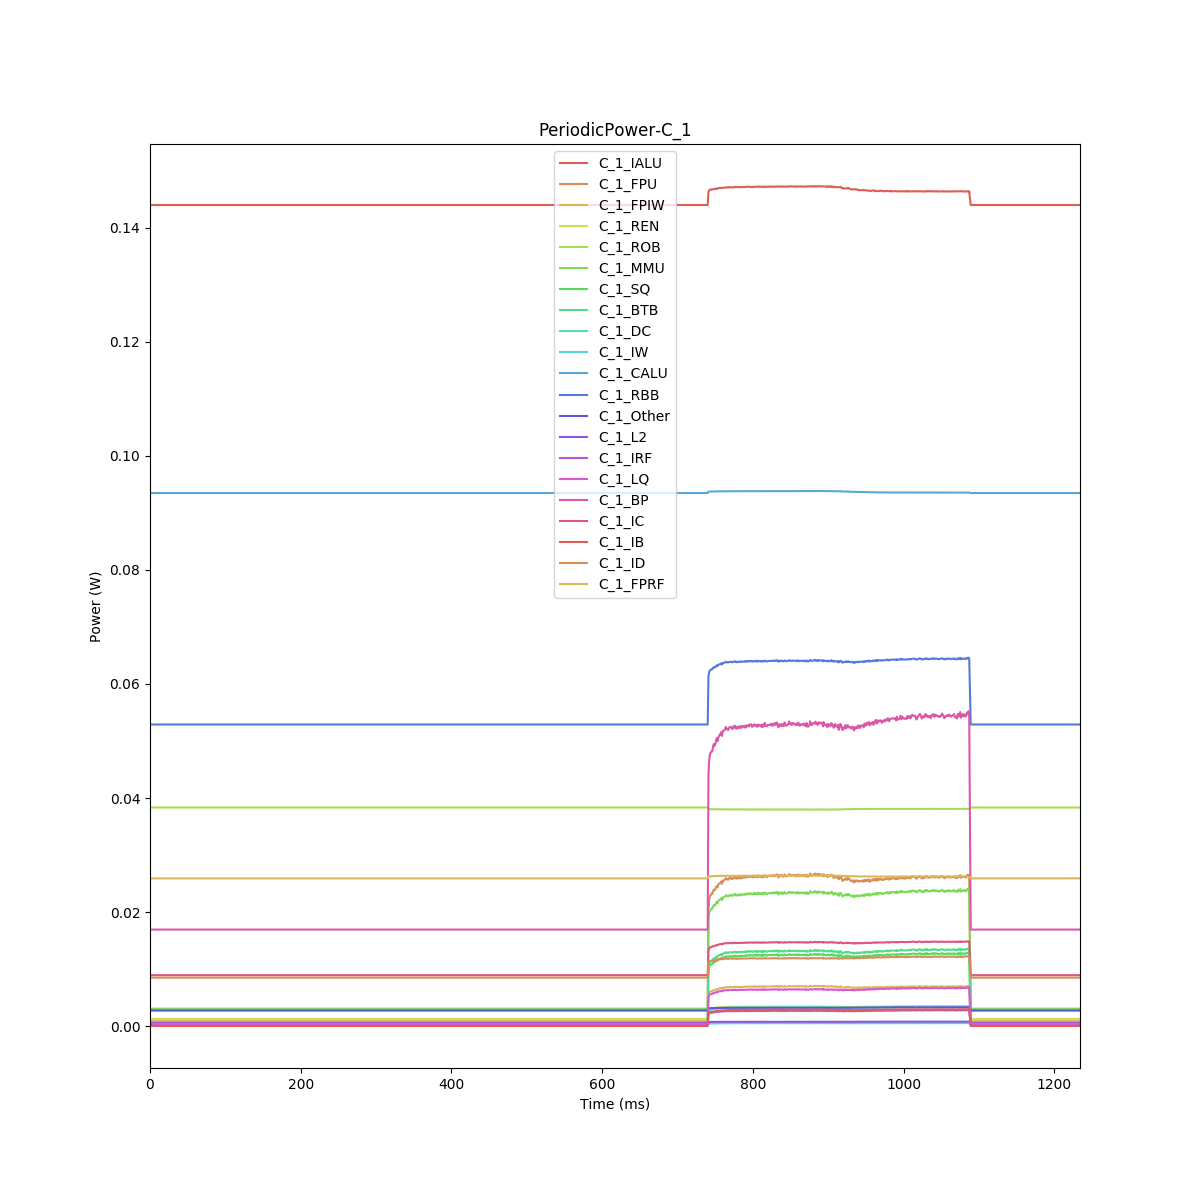 PeriodicPower-C_1
C_1_IALU
C_1_FPU
C_1_FPIW
C_1_REN
C_1_ROB
C_1_MMU
C_1_SQ
C_1_BTB
C_1_DC
C_1_IW
C_1_CALU
C_1_RBB
C_1_Other
C_1_L2
C_1_IRF
C_1_LQ
C_1_BP
C_1_IC
C_1_IB
C_1_ID
C_1_FPRF
Power (W)
0.14
0.12
0.10
0.08
0.06
0.04
0.02
0.00
0 200 400 600 800 1000 1200
Time (ms)